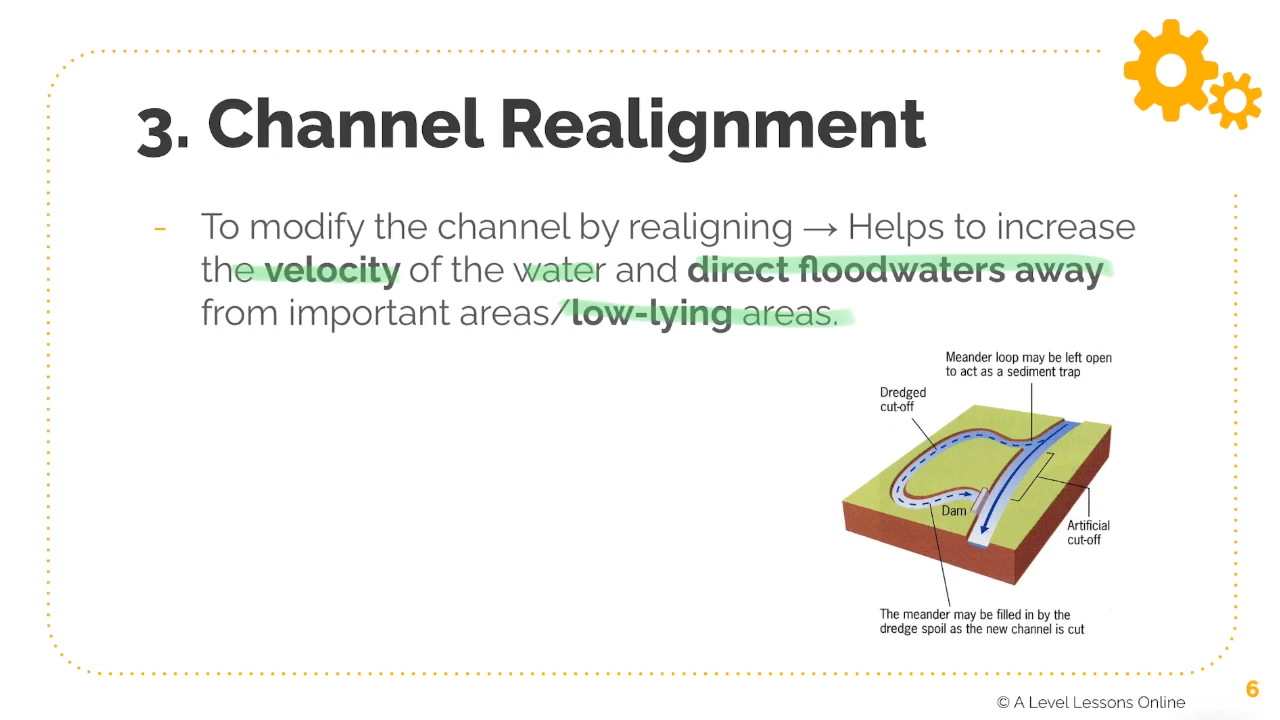 3. Channel Realignment
- To modify the channel by realigning → Helps to increase
the velocity of the water and direct floodwaters away
from important areas/low-lying areas.
Meander loop may be left open
to act as a sediment trap
Dredged
cut-off
Dam
Artificial
cut-off
The meander may be filled in by the
dredge spoil as the new channel is cut
6
© A Level Lessons Online